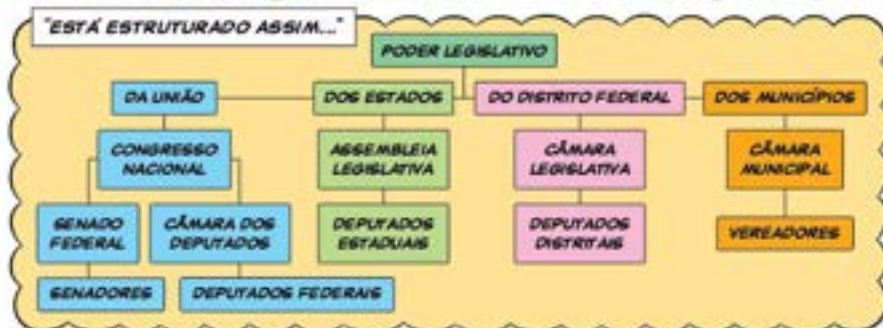 "ESTÁ ESTRUTURADO ASSIM..."
PODER LEGISLATIVO
DA UNIÃO
DOS ESTADOS
DO DISTRITO FEDERAL
DOS MUNICÍPIOS
CONGRESSO
NACIONAL
ASSEMBLEIA
LEGISLATIVA
CÂMARA
LEGISLATIVA
CÂMARA
MUNICIPAL
SENADO
FEDERAL
CÂMARA DOS
DEPUTADOS
DEPUTADOS
ESTADUAIS
DEPUTADOS
DISTRITAIS
VEREADORES
SENADORES
DEPUTADOS FEDERAIS